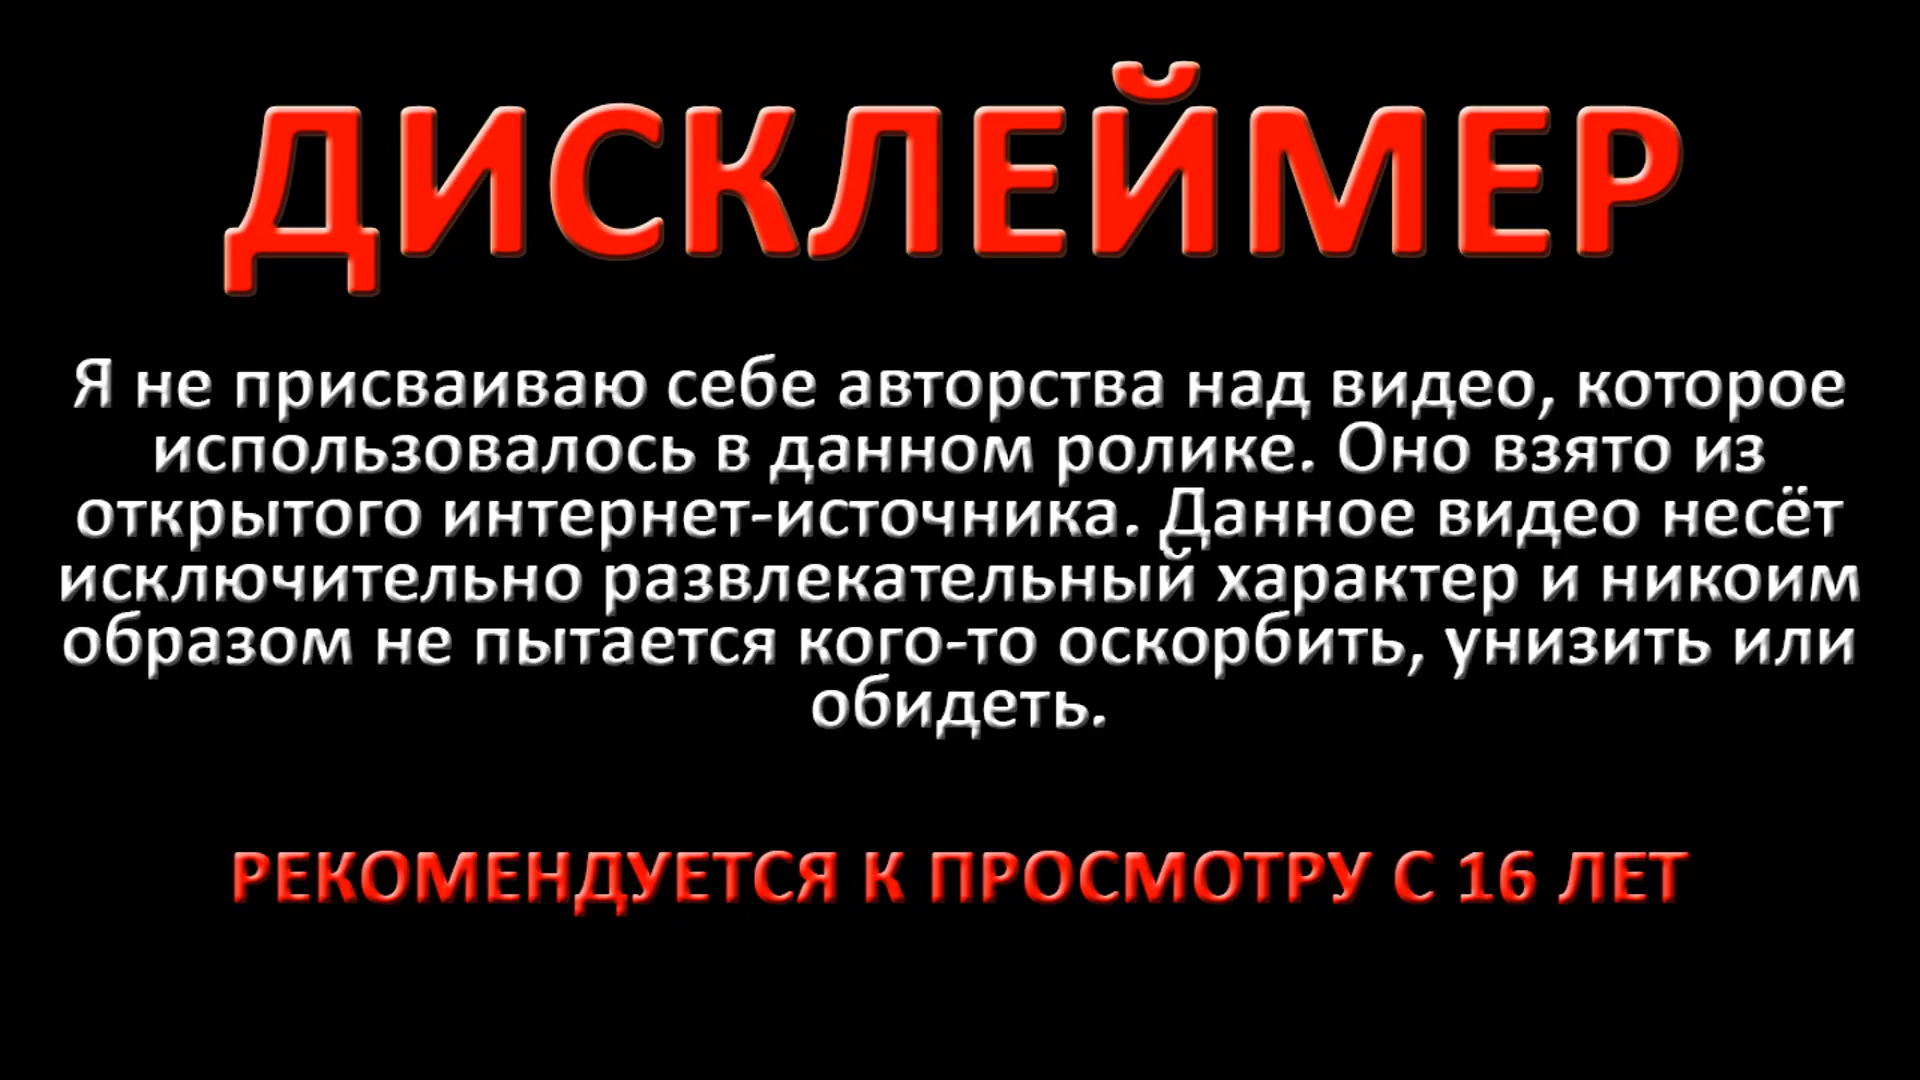 ДИСКЛЕЙМЕР
Я не присваиваю себе авторства над видео, которое
использовалось в данном ролике. Оно взято из
открытого интернет-источника. Данное видео несёт
исключительно развлекательный характер и никоим
образом не пытается кого-то оскорбить, унизить или
обидеть.
РЕКОМЕНДУЕТСЯ К ПРОСМОТРУ С 16 ЛЕТ